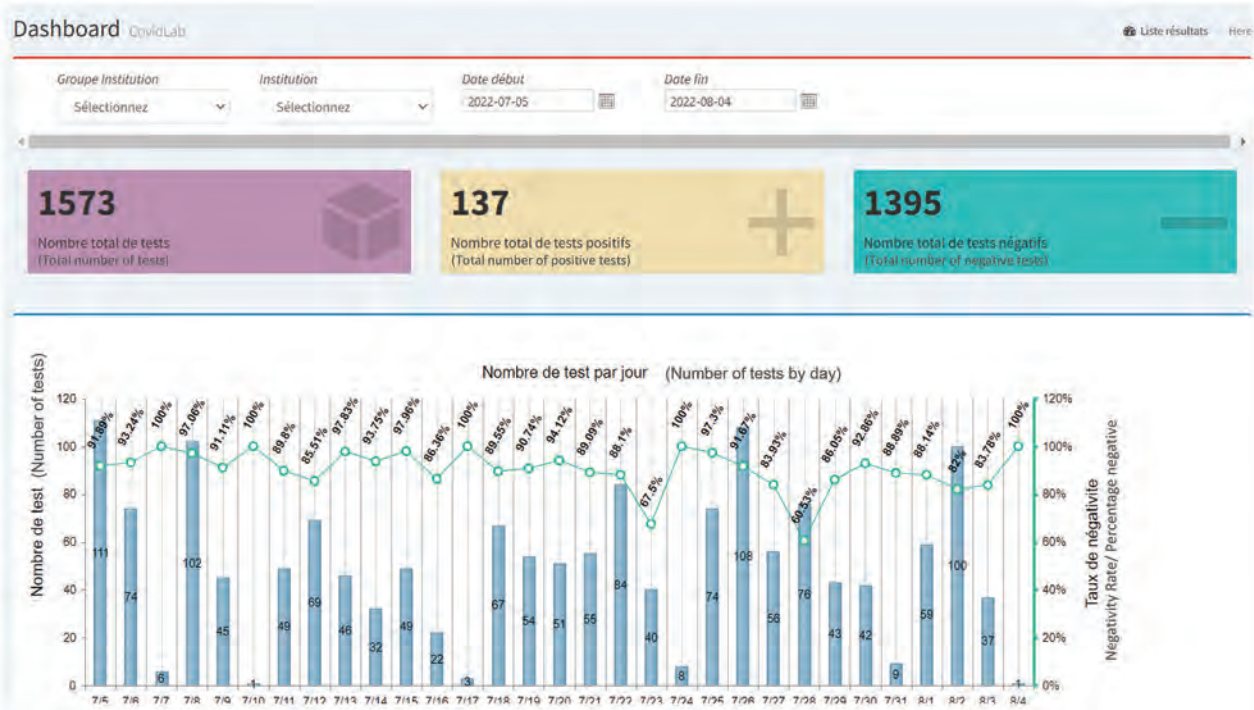 Dashboard CovidLab
Liste résultats Here
Groupe Institution
Institution
Date début
Date fin
Sélectionnez
Sélectionnez
2022-07-05
2022-08-04
1573
Nombre total de tests
(Total number of tests)
137
Nombre total de tests positifs
(Total number of positive tests)
1395
Nombre total de tests négatifs
(Total number of negative tests)
Nombre de test par jour (Number of tests by day)
Nombre de test (Number of tests)
120
100
80
60
40
20
0
91.89% 93.24% 100% 97.06% 91.11% 100% 89.8% 85.51% 97.83% 93.75% 97.96% 86.36% 100% 89.55% 90.74% 94.12% 89.09% 88.1% 67.5% 100% 97.3% 91.67% 83.93% 60.53% 86.05% 92.86% 88.89% 88.14% 82% 83.78% 100%
111 74 6 102 45 1 49 69 46 32 49 22 3 67 54 51 55 84 40 8 74 108 56 76 43 42 9 59 100 37 1
7/5 7/6 7/7 7/8 7/9 7/10 7/11 7/12 7/13 7/14 7/15 7/16 7/17 7/18 7/19 7/20 7/21 7/22 7/23 7/24 7/25 7/26 7/27 7/28 7/29 7/30 7/31 8/1 8/2 8/3 8/4
120%
100%
80%
60%
40%
20%
0%
Taux de négativite
Negativity Rate/ Percentage negative